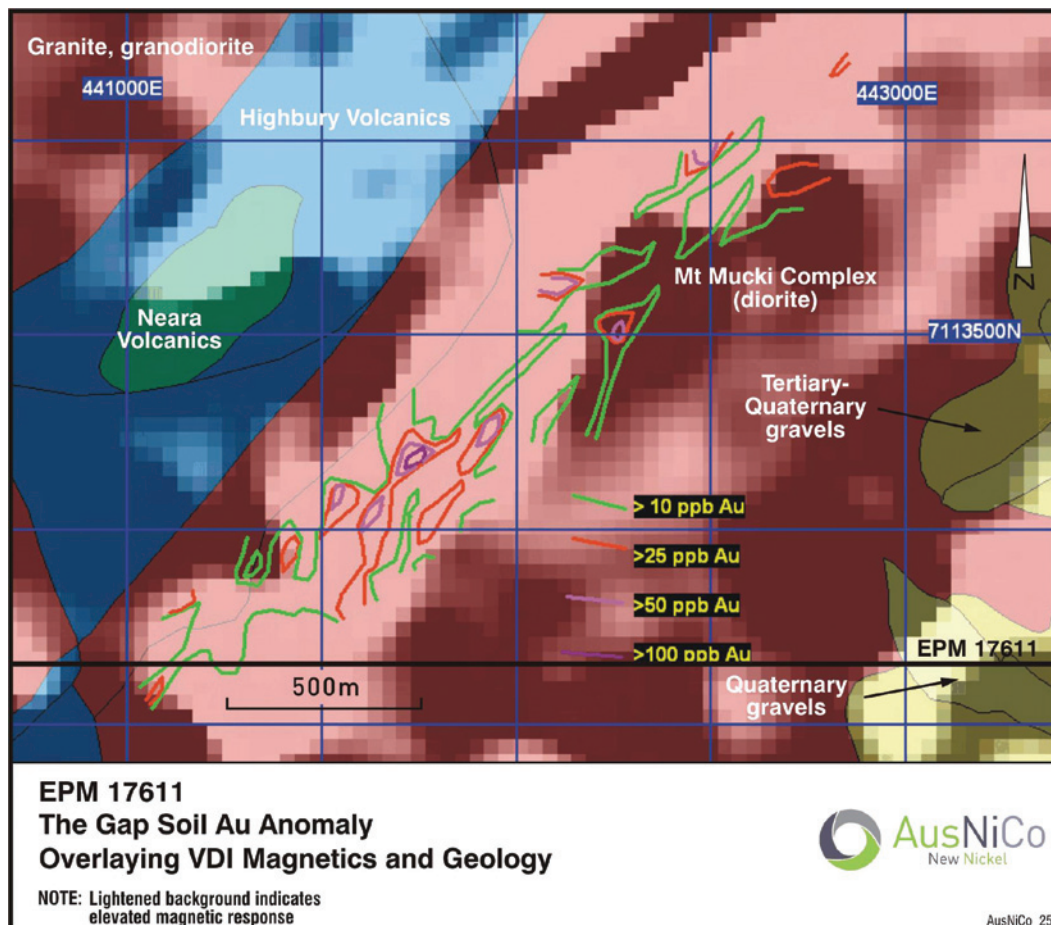 Granite, granodiorite
441000E
443000E
Highbury Volcanics
Mt Mucki Complex
(diorite)
N
Neara
Volcanics
7113500N
Tertiary-
Quaternary
gravels
> 10 ppb Au
>25 ppb Au
>50 ppb Au
>100 ppb Au
EPM 17611
500m
Quaternary
gravels
EPM 17611
The Gap Soil Au Anomaly
Overlaying VDI Magnetics and Geology
NOTE: Lightened background indicates
elevated magnetic response
AusNiCo
New Nickel
AusNiCo_25